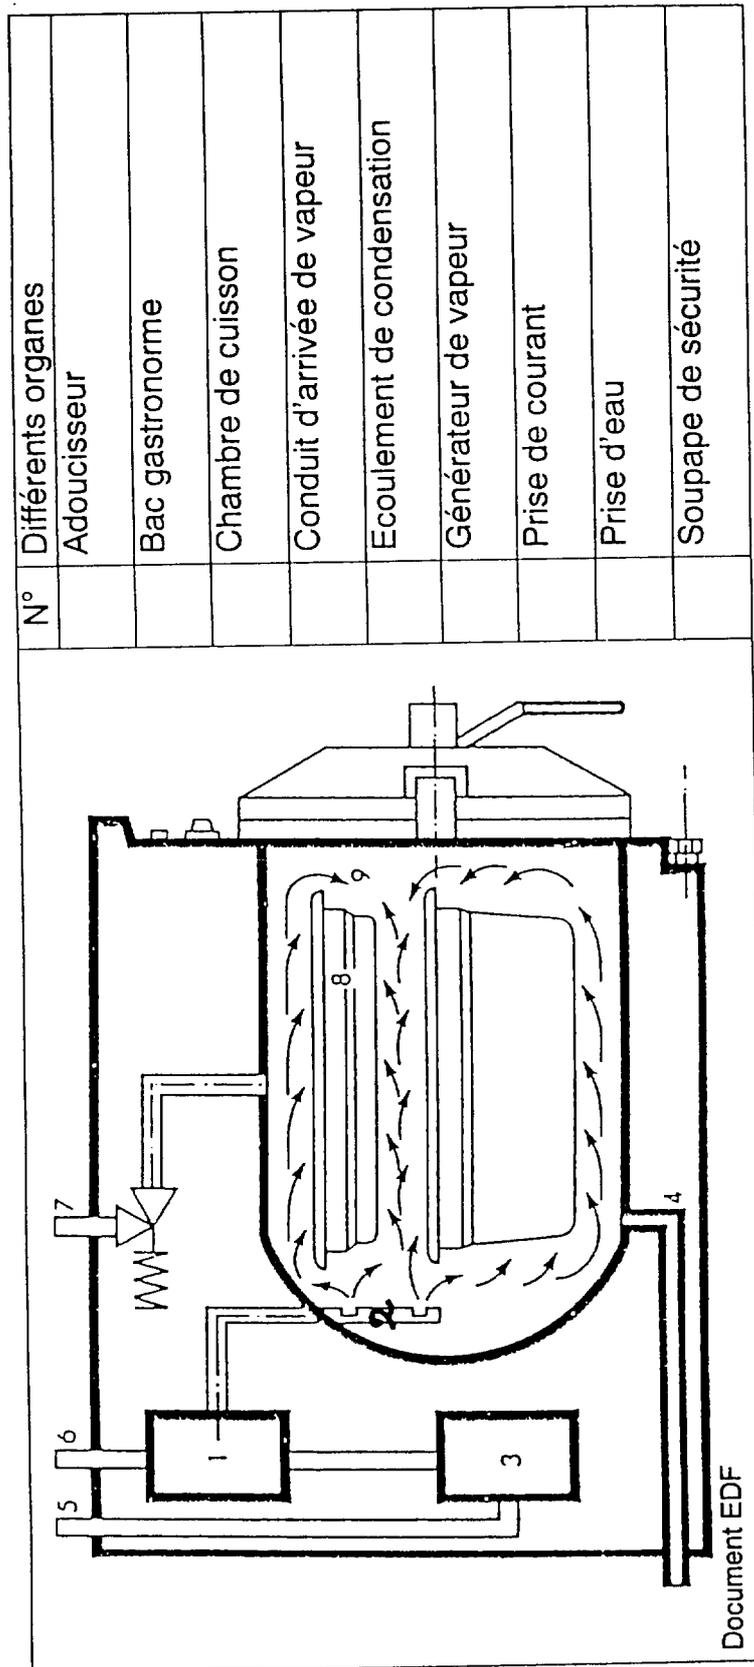 N° Différents organes
Adoucisseur
Bac gastronorme
Chambre de cuisson
Conduit d'arrivée de vapeur
Ecoulement de condensation
Générateur de vapeur
Prise de courant
Prise d'eau
Soupape de sécurité
5
6
7
1
2
3
4
8
9
Document EDF